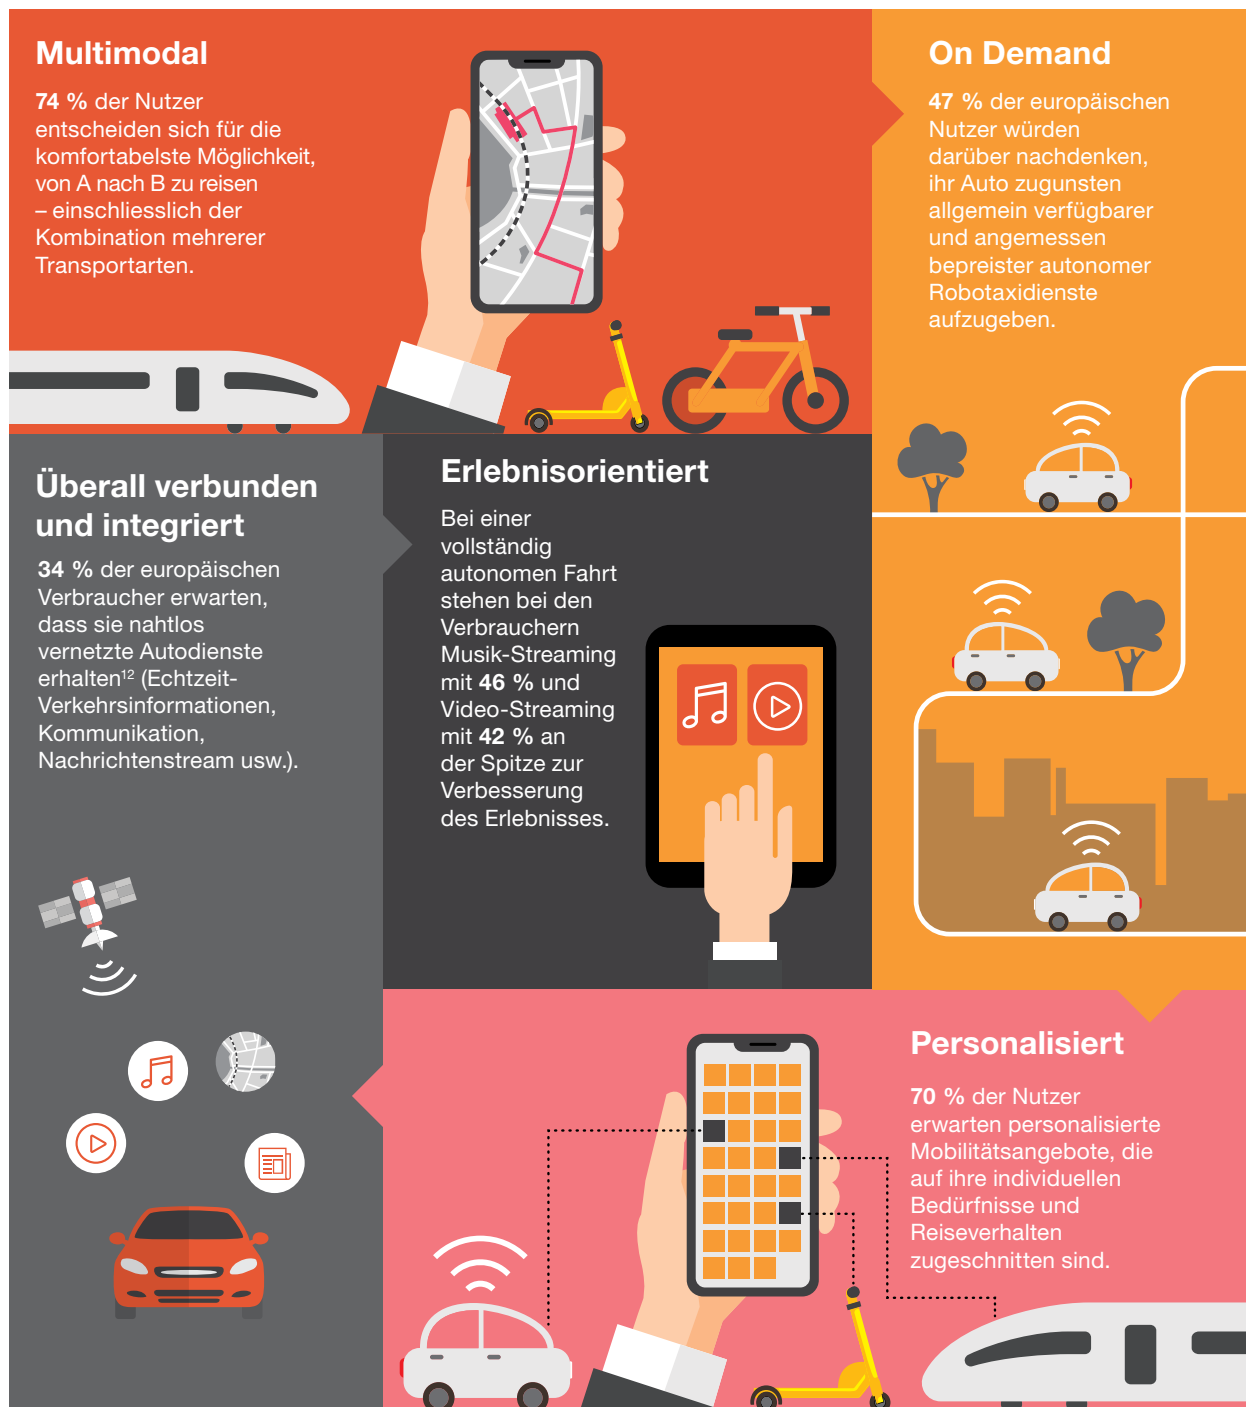 Multimodal
74 % der Nutzer
entscheiden sich für die
komfortabelste Möglichkeit,
von A nach B zu reisen
– einschliesslich der
Kombination mehrerer
Transportarten.
On Demand
47 % der europäischen
Nutzer würden
darüber nachdenken,
ihr Auto zugunsten
allgemein verfügbarer
und angemessen
bepreister autonomer
Robotaxidienste
aufzugeben.
Überall verbunden
und integriert
34 % der europäischen
Verbraucher erwarten,
dass sie nahtlos
vernetzte Autodienste
erhalten¹² (Echtzeit-
Verkehrsinformationen,
Kommunikation,
Nachrichtenstream usw.).
Erlebnisorientiert
Bei einer
vollständig
autonomen Fahrt
stehen bei den
Verbrauchern
Musik-Streaming
mit 46 % und
Video-Streaming
mit 42 % an
der Spitze zur
Verbesserung
des Erlebnisses.
Personalisiert
70 % der Nutzer
erwarten personalisierte
Mobilitätsangebote, die
auf ihre individuellen
Bedürfnisse und
Reiseverhalten
zugeschnitten sind.